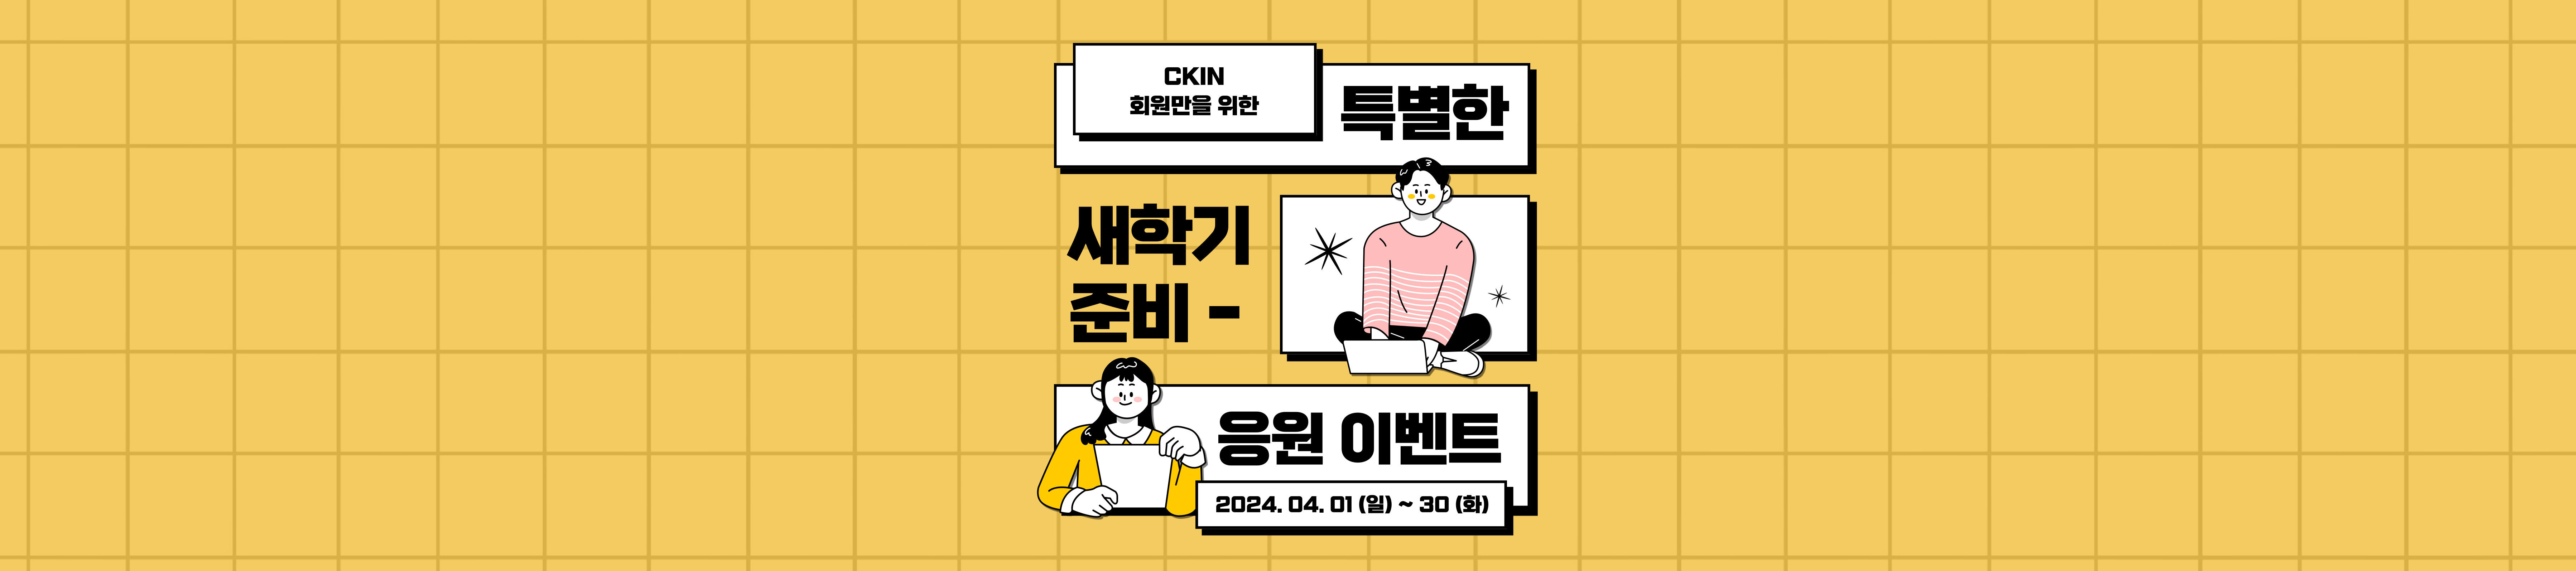 CKIN
회원만을 위한
특별한
새학기
준비 -
응원 이벤트
2024. 04. 01 (일) ~ 30 (화)